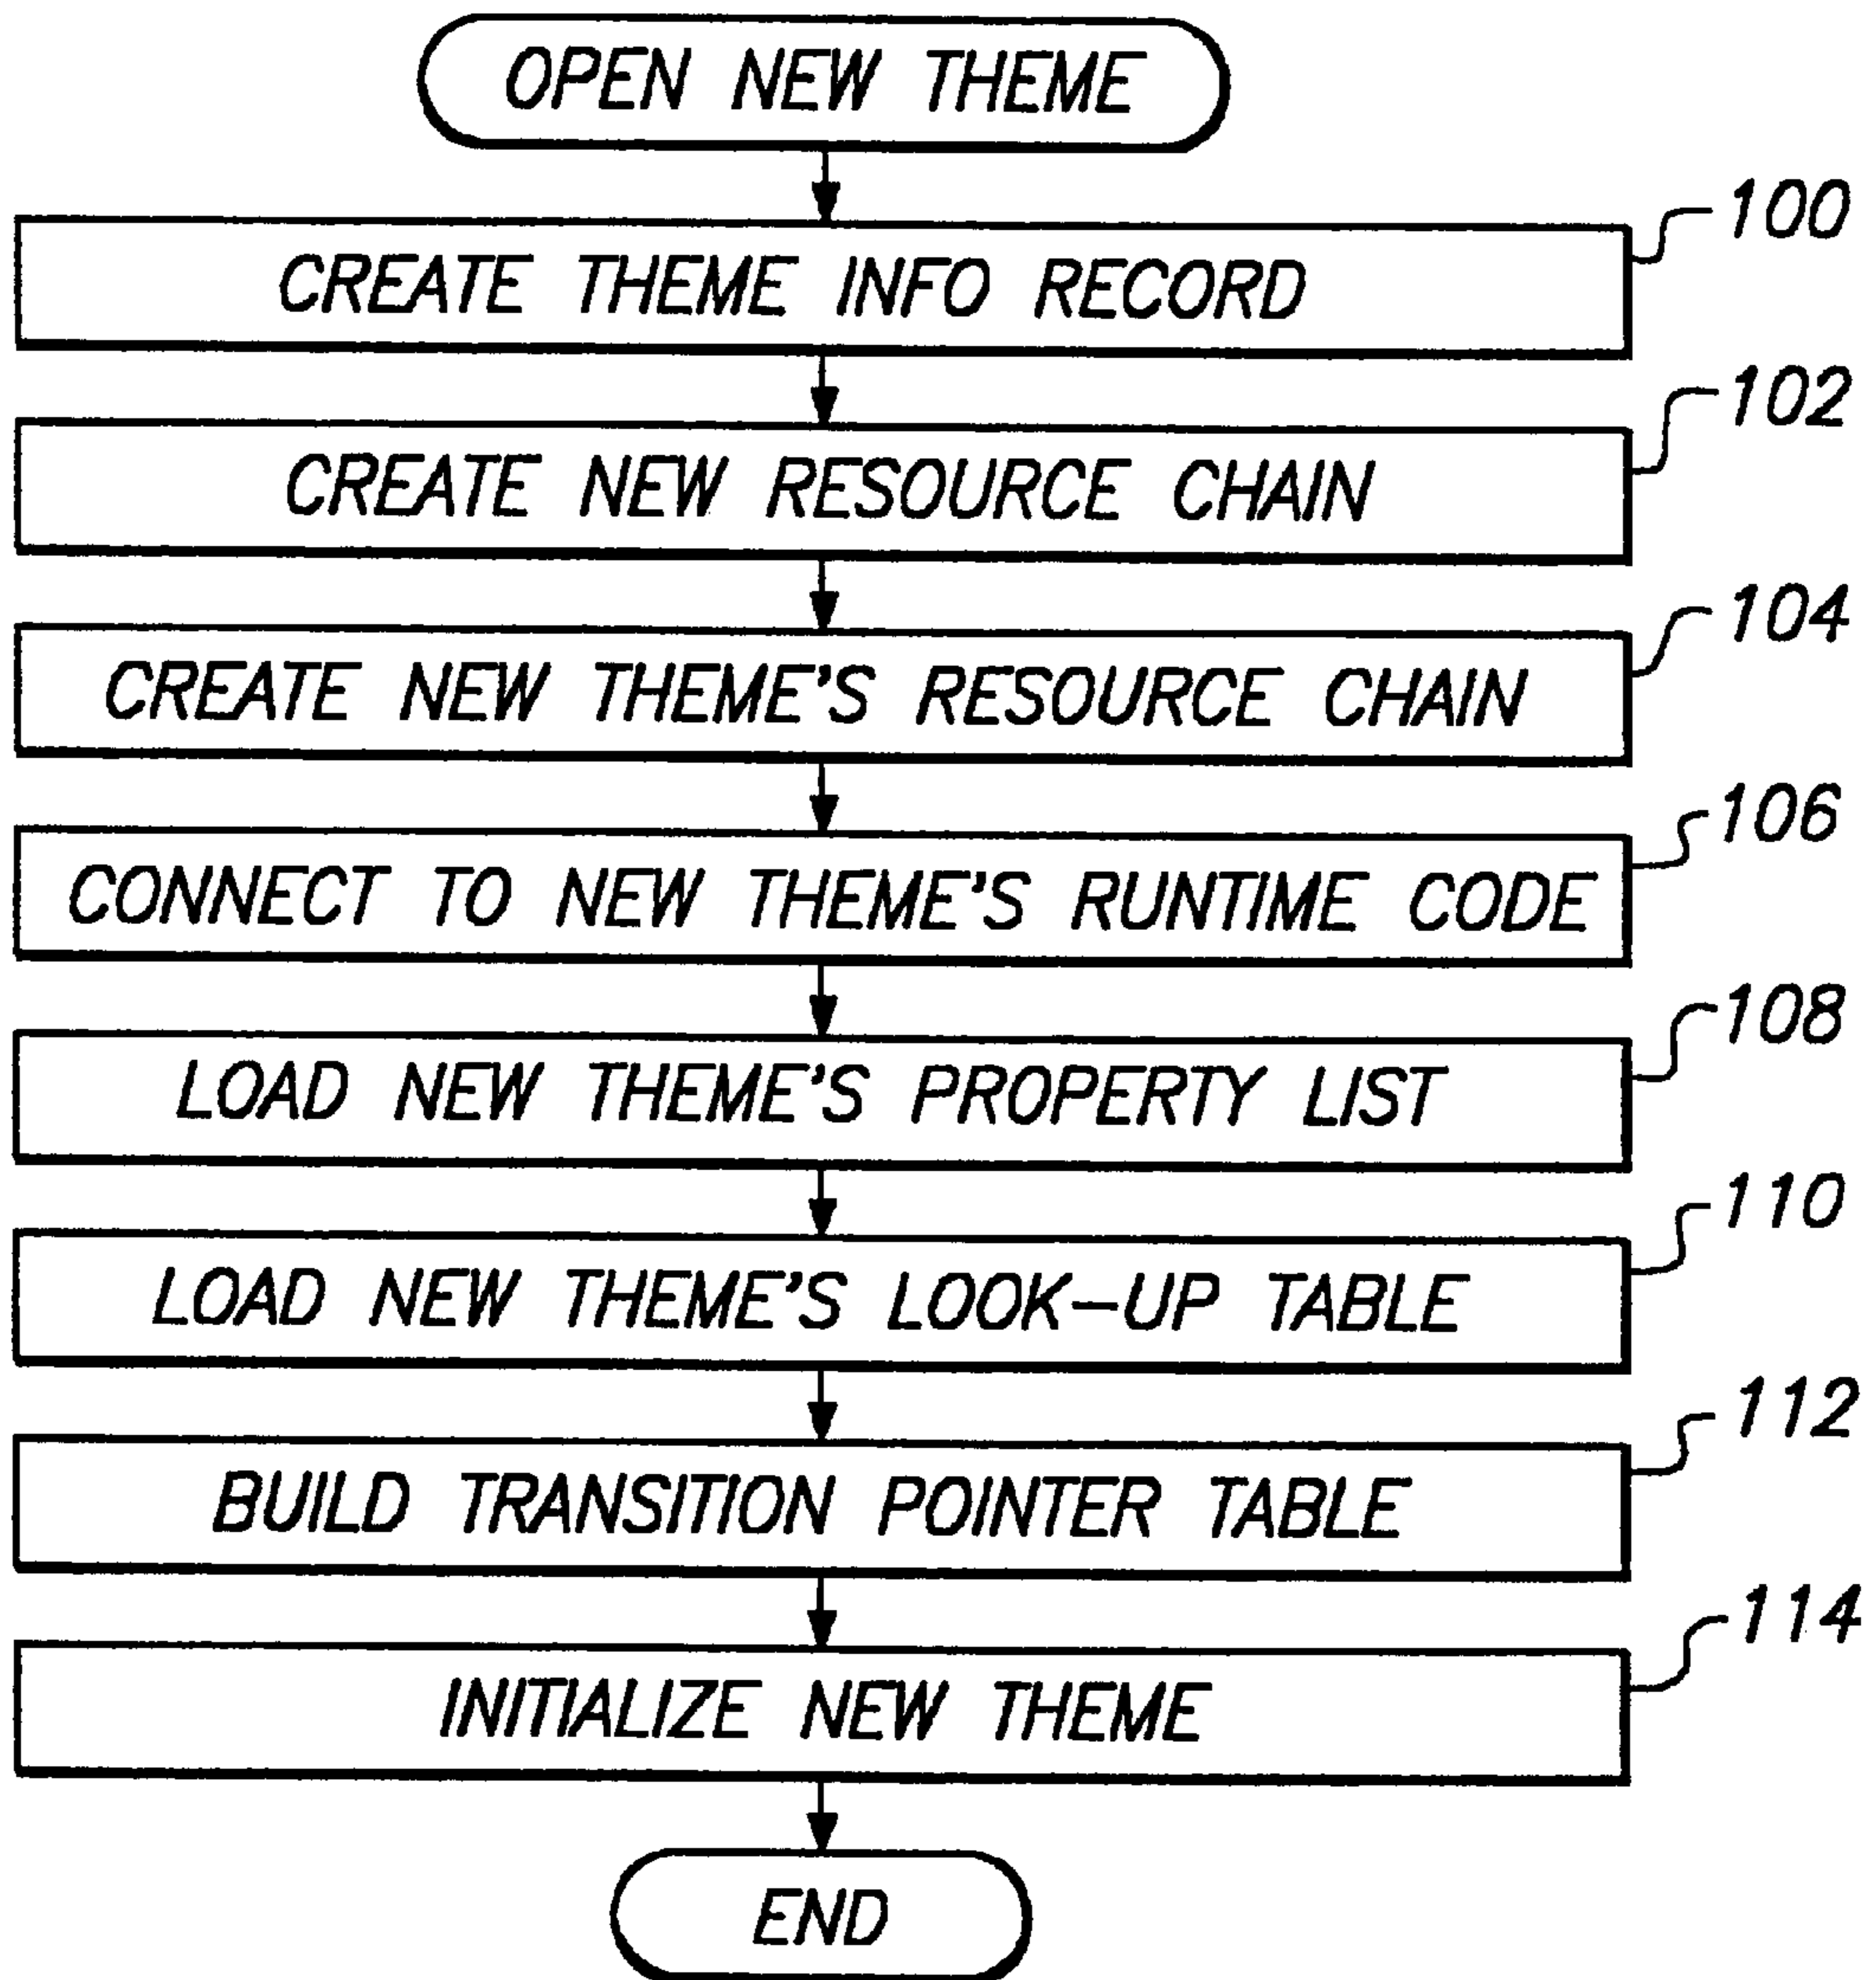 OPEN NEW THEME
100
CREATE THEME INFO RECORD
102
CREATE NEW RESOURCE CHAIN
104
CREATE NEW THEME'S RESOURCE CHAIN
106
CONNECT TO NEW THEME'S RUNTIME CODE
108
LOAD NEW THEME'S PROPERTY LIST
110
LOAD NEW THEME'S LOOK-UP TABLE
112
BUILD TRANSITION POINTER TABLE
114
INITIALIZE NEW THEME
END